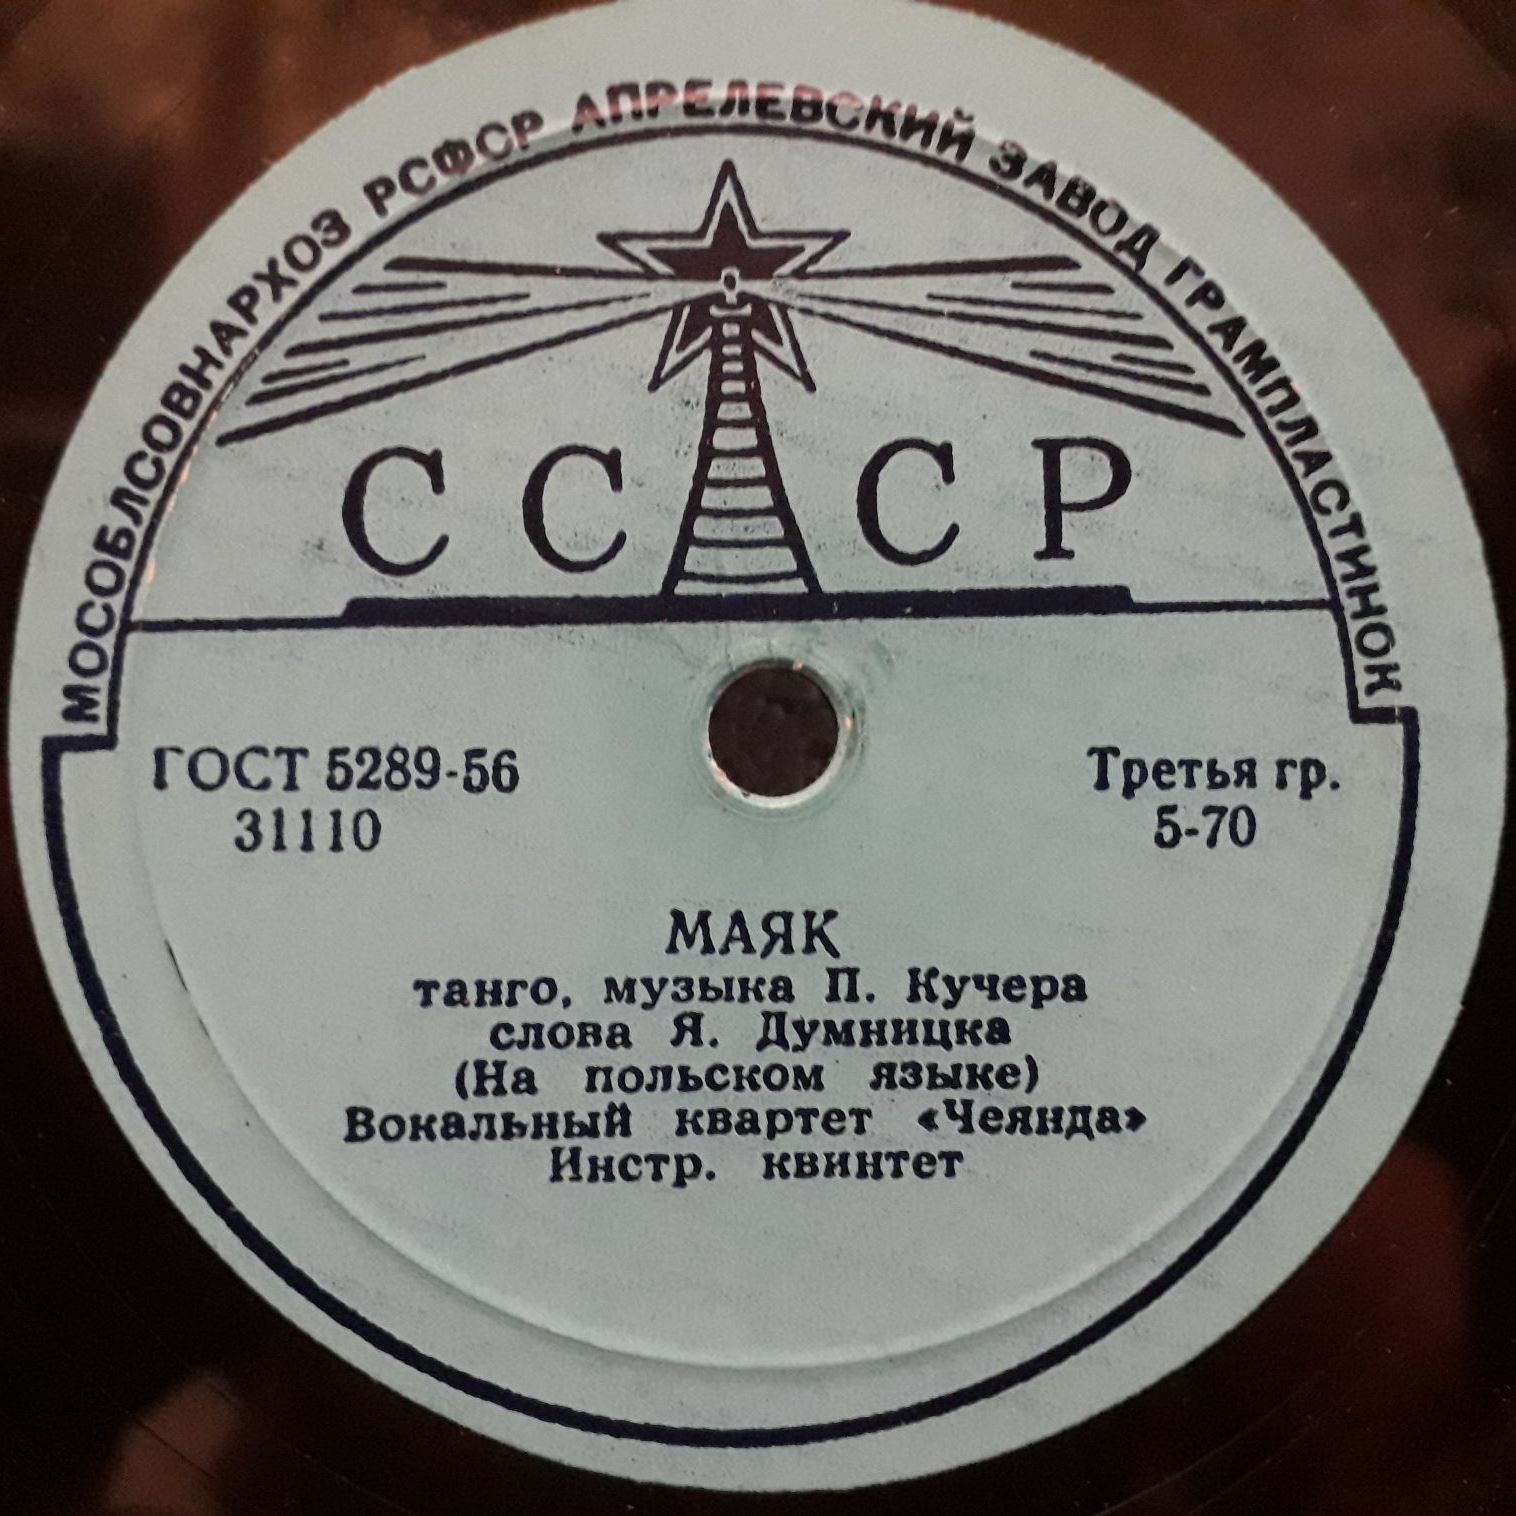 МОСОБЛСОВНАРХОЗ РСФСР АПРЕЛЕВСКИЙ ЗАВОД ГРАМПЛАСТИНОК
СССР
ГОСТ 5289-56
31110
Третья гр.
5-70
МАЯК
танго, музыка П. Кучера
слова Я. Думницка
(На польском языке)
Вокальный квартет «Чеянда»
Инстр. квинтет